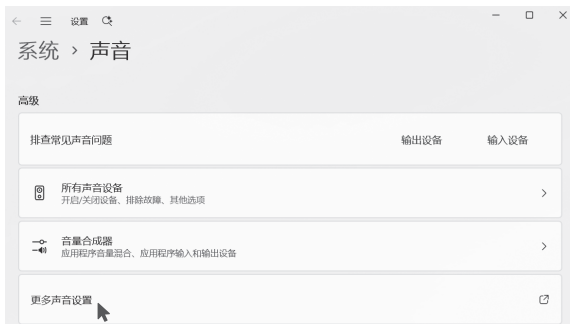 设置
系统 › 声音
高级
排查常见声音问题 输出设备 输入设备
所有声音设备
开启/关闭设备、排除故障、其他选项
音量合成器
应用程序音量混合、应用程序输入和输出设备
更多声音设置